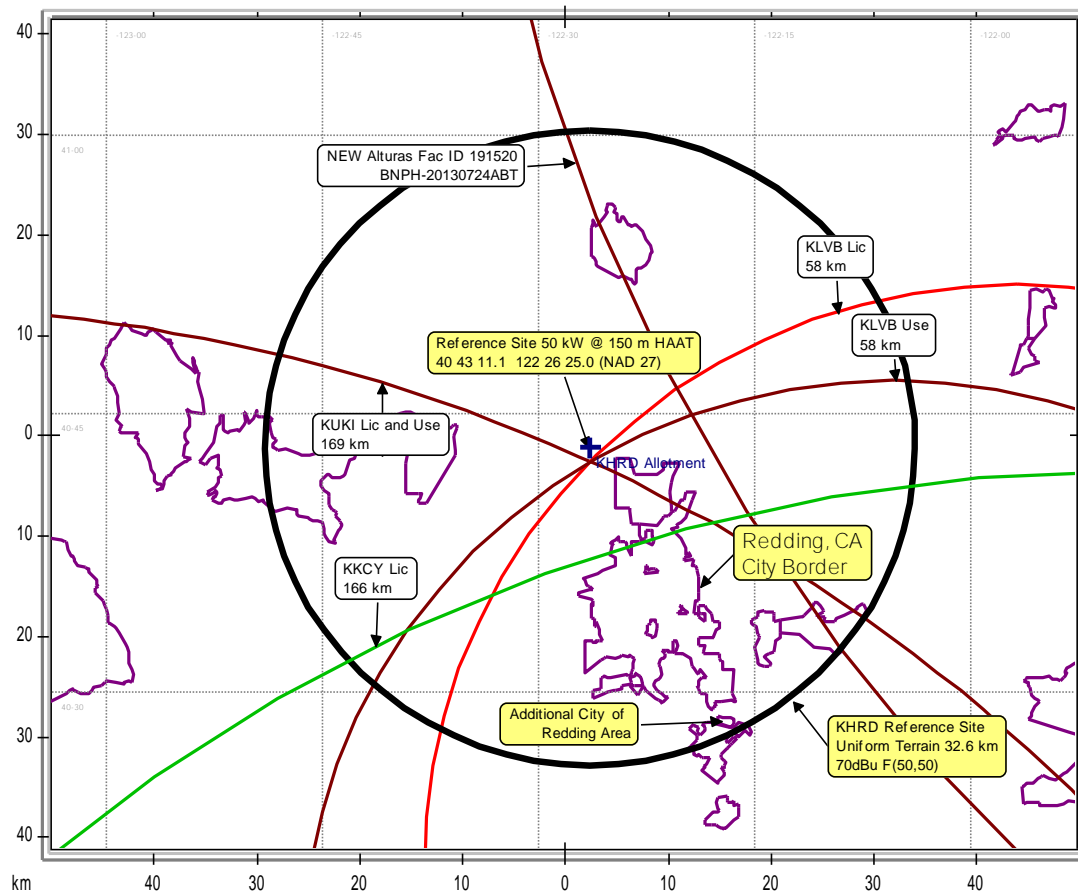 -123-00
-122-45
-122-30
-122-15
-122-00
41-00
40-45
40-30
40
30
20
10
0
10
20
30
40
NEW Alturas Fac ID 191520
BNPH-20130724ABT
KLVB Lic
58 km
KLVB Use
58 km
Reference Site 50 kW @ 150 m HAAT
40 43 11.1 122 26 25.0 (NAD 27)
KUKI Lic and Use
169 km
KHRD Allotment
Redding, CA
City Border
KKCY Lic
166 km
Additional City of
Redding Area
KHRD Reference Site
Uniform Terrain 32.6 km
70dBu F(50,50)
km
40
30
20
10
0
10
20
30
40